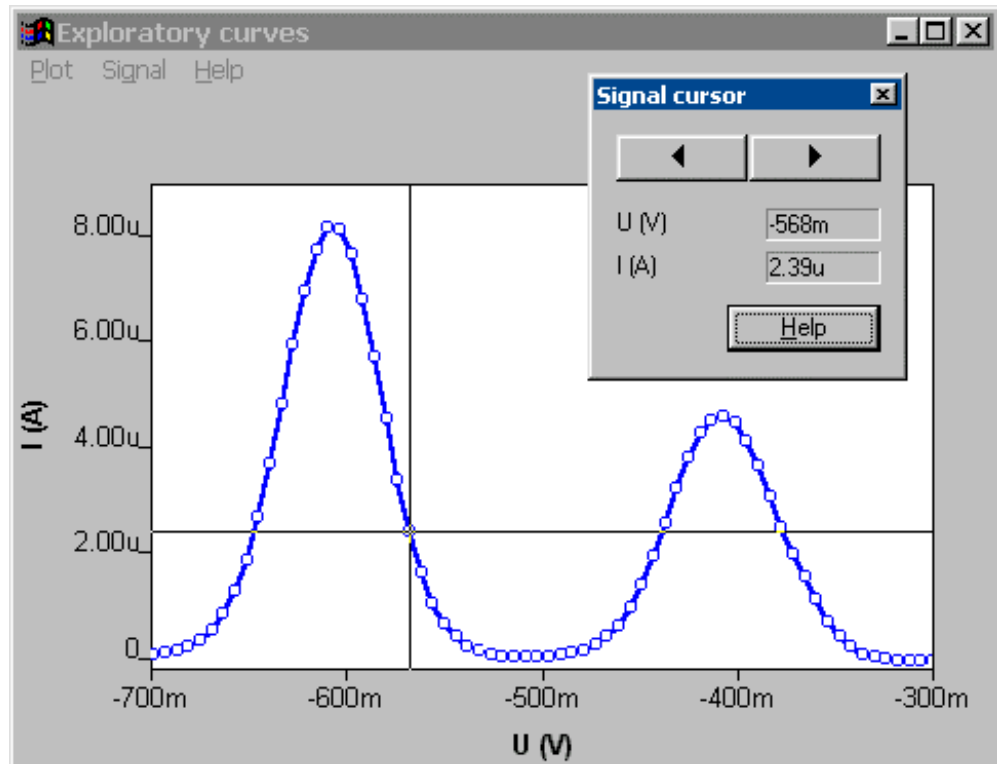 Exploratory curves
Plot Signal Help
Signal cursor
U (V) -568m
I (A) 2.39u
Help
I (A)
8.00u
6.00u
4.00u
2.00u
0
-700m -600m -500m -400m -300m
U (V)